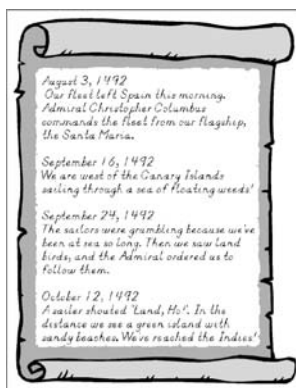 August 3, 1492
Our fleet left Spain this morning.
Admiral Christopher Columbus
commands the fleet from our flagship,
the Santa Maria.
September 16, 1492
We are west of the Canary Islands
sailing through a sea of floating weeds!
September 24, 1492
The sailors were grumbling because we've
been at sea so long. Then we saw land
birds, and the Admiral ordered us to
follow them.
October 12, 1492
A sailor shouted "Land, Ho!". In the
distance we see a green island with
sandy beaches. We've reached the Indies!